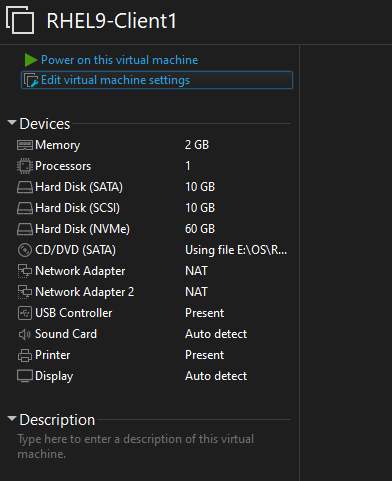 RHEL9-Client1
Power on this virtual machine
Edit virtual machine settings
Devices
Memory 2 GB
Processors 1
Hard Disk (SATA) 10 GB
Hard Disk (SCSI) 10 GB
Hard Disk (NVMe) 60 GB
CD/DVD (SATA) Using file E:\OS\R...
Network Adapter NAT
Network Adapter 2 NAT
USB Controller Present
Sound Card Auto detect
Printer Present
Display Auto detect
Description
Type here to enter a description of this virtual
machine.